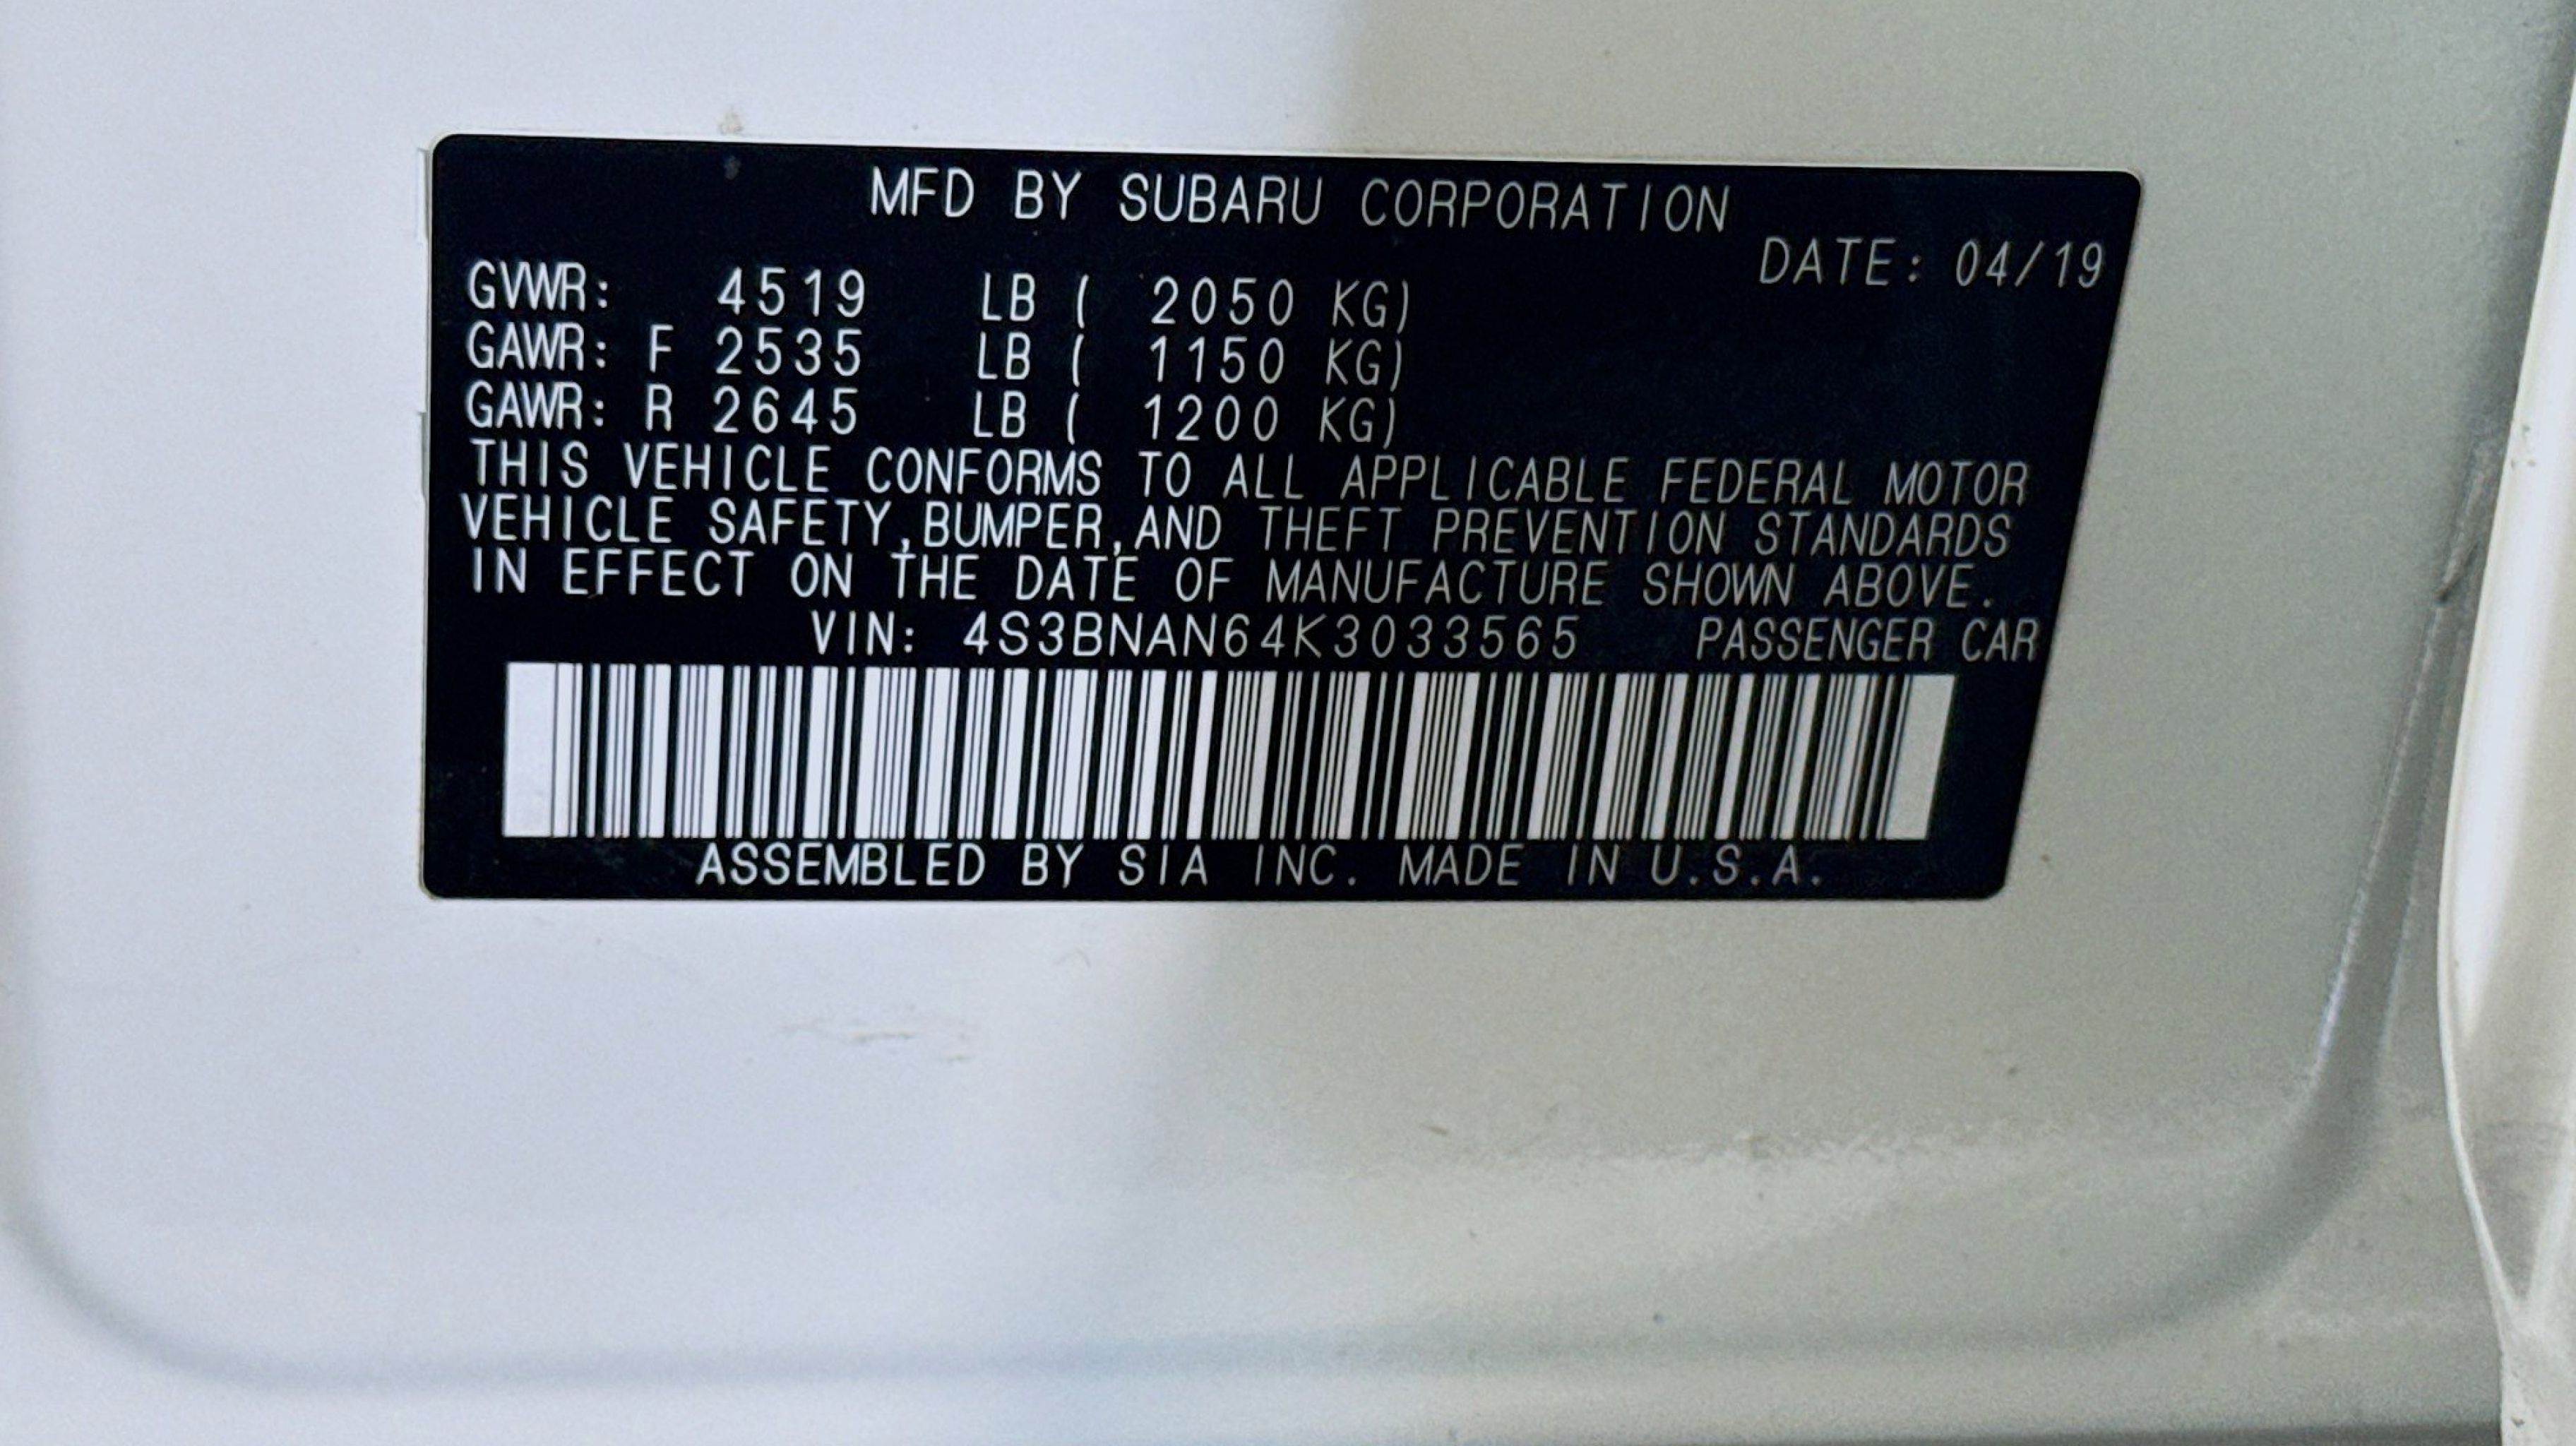 MFD BY SUBARU CORPORATION
DATE: 04/19
GVWR: 4519 LB ( 2050 KG)
GAWR: F 2535 LB ( 1150 KG)
GAWR: R 2645 LB ( 1200 KG)
THIS VEHICLE CONFORMS TO ALL APPLICABLE FEDERAL MOTOR
VEHICLE SAFETY,BUMPER,AND THEFT PREVENTION STANDARDS
IN EFFECT ON THE DATE OF MANUFACTURE SHOWN ABOVE.
VIN: 4S3BNAN64K3033565 PASSENGER CAR
ASSEMBLED BY SIA INC. MADE IN U.S.A.